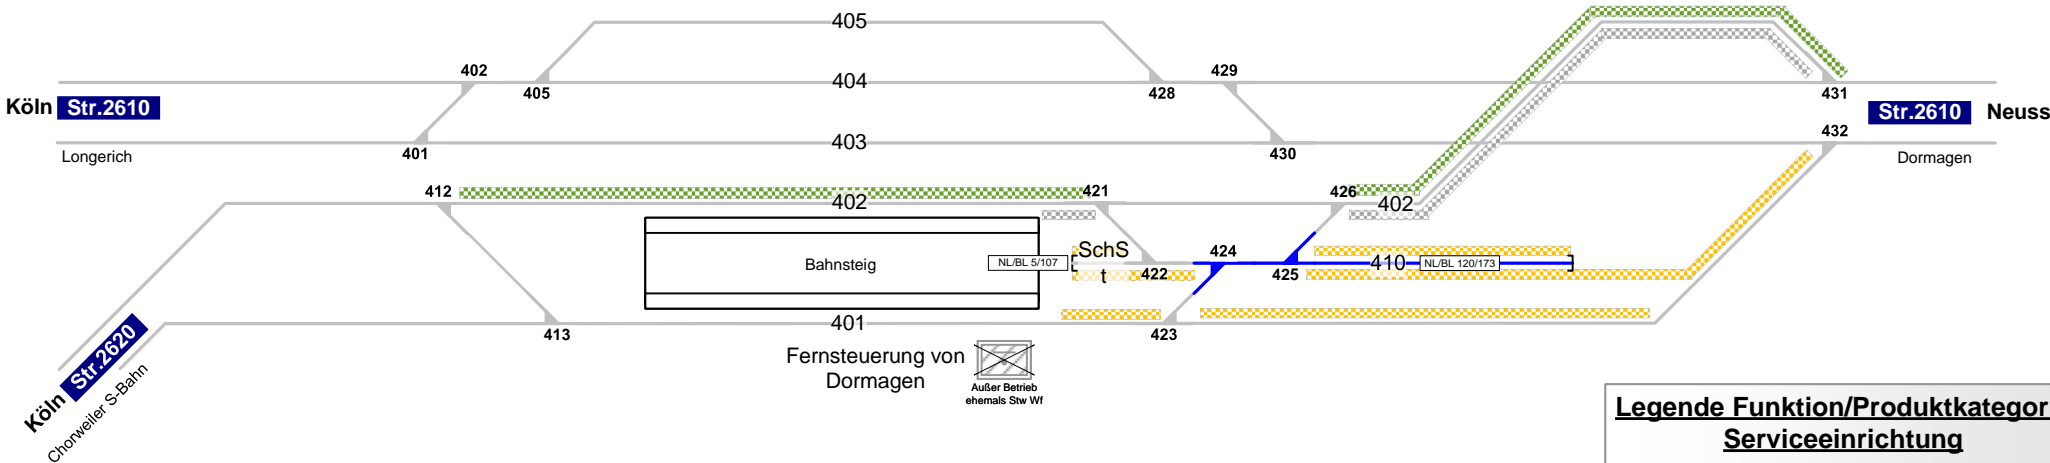 405
402
429
404
405
428
431
Köln Str.2610
Str.2610 Neuss
432
403
401
430
Longerich
Dormagen
412
421
426
402
402
SchS
t
424
Bahnsteig
NL/BL 5/107
410
NL/BL 120/173
422
425
401
413
423
Fernsteuerung von
Dormagen
Außer Betrieb
ehemals Stw Wf
Köln Str.2620
Chorweiler S-Bahn
Legende Funktion/Produktkategor
Serviceeinrichtung